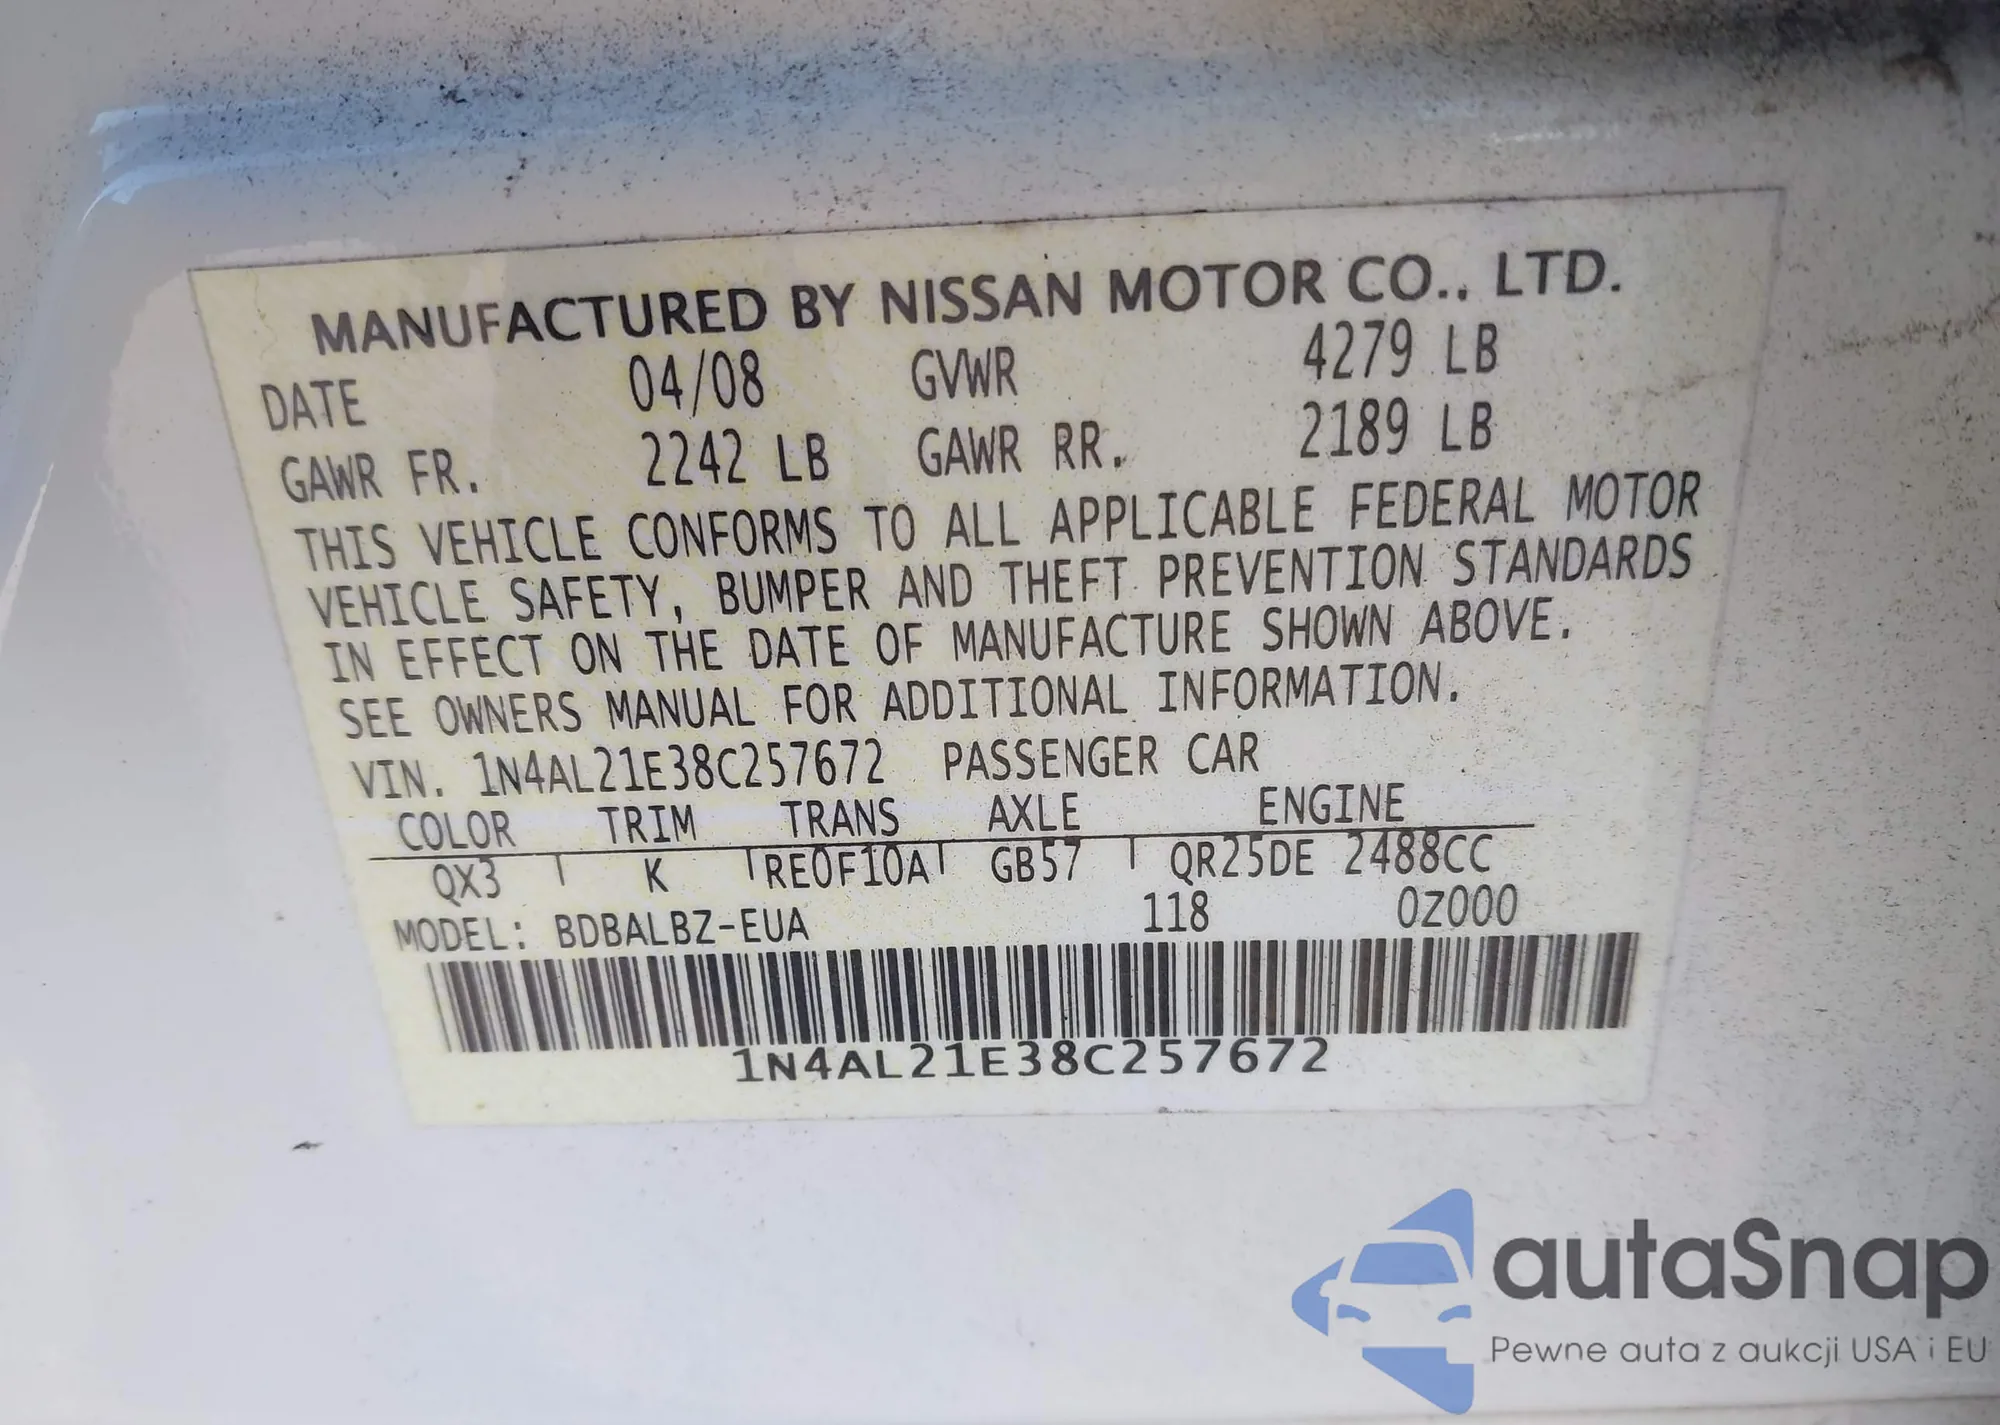 MANUFACTURED BY NISSAN MOTOR CO., LTD.
DATE 04/08 GVWR 4279 LB
GAWR FR. 2242 LB GAWR RR. 2189 LB
THIS VEHICLE CONFORMS TO ALL APPLICABLE FEDERAL MOTOR
VEHICLE SAFETY, BUMPER AND THEFT PREVENTION STANDARDS
IN EFFECT ON THE DATE OF MANUFACTURE SHOWN ABOVE.
SEE OWNERS MANUAL FOR ADDITIONAL INFORMATION.
VIN. 1N4AL21E38C257672 PASSENGER CAR
COLOR TRIM TRANS AXLE ENGINE
QX3 K RE0F10A GB57 QR25DE 2488CC
MODEL: BDBALBZ-EUA 118 0Z000
1N4AL21E38C257672
autaSnap
Pewne auta z aukcji USA i EU